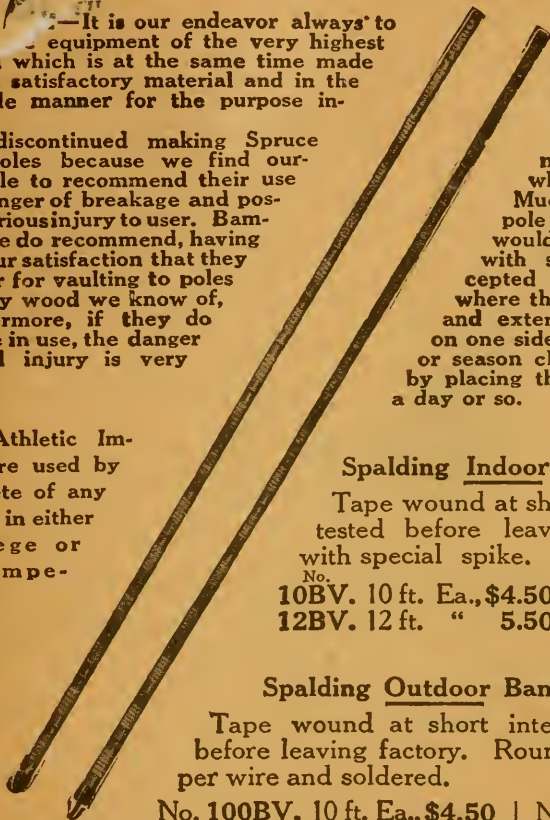 —It is our endeavor always to
equipment of the very highest
which is at the same time made
satisfactory material and in the
le manner for the purpose in-
discontinued making Spruce
oles because we find our-
le to recommend their use
nger of breakage and pos-
rious injury to user. Bam-
e do recommend, having
ur satisfaction that they
r for vaulting to poles
y wood we know of,
rmore, if they do
e in use, the danger
l injury is very
Athletic Im-
re used by
ete of any
in either
ege or
mpe-
n
wh
Muc
pole
would
with s
cepted
where th
and exten
on one side
or season cl
by placing th
a day or so.
Spalding Indoor
Tape wound at sh
tested before leav
with special spike.
No.
10BV. 10 ft. Ea., $4.50
12BV. 12 ft. “ 5.50
Spalding Outdoor Bam
Tape wound at short inte
before leaving factory. Roun
per wire and soldered.
No. 100BV. 10 ft. Ea., $4.50 | N